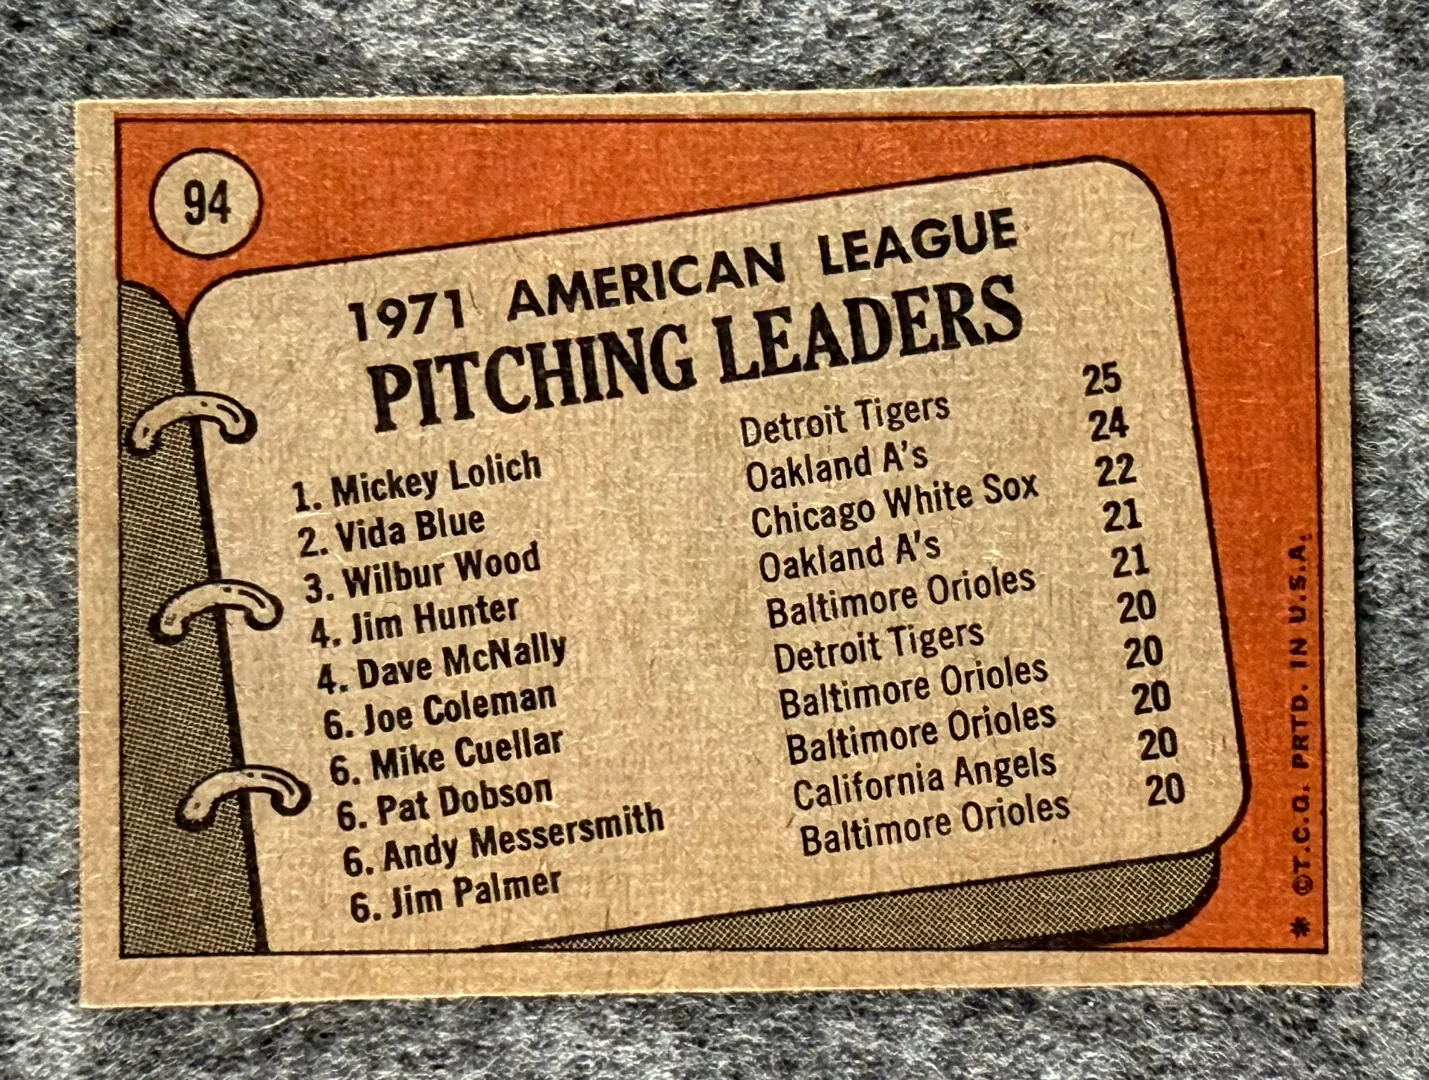 94
1971 AMERICAN LEAGUE
PITCHING LEADERS
1. Mickey Lolich Detroit Tigers 25
2. Vida Blue Oakland A's 24
3. Wilbur Wood Chicago White Sox 22
4. Jim Hunter Oakland A's 21
4. Dave McNally Baltimore Orioles 21
6. Joe Coleman Detroit Tigers 20
6. Mike Cuellar Baltimore Orioles 20
6. Pat Dobson Baltimore Orioles 20
6. Andy Messersmith California Angels 20
6. Jim Palmer Baltimore Orioles 20
* ©T.C.G. PRTD. IN U.S.A.